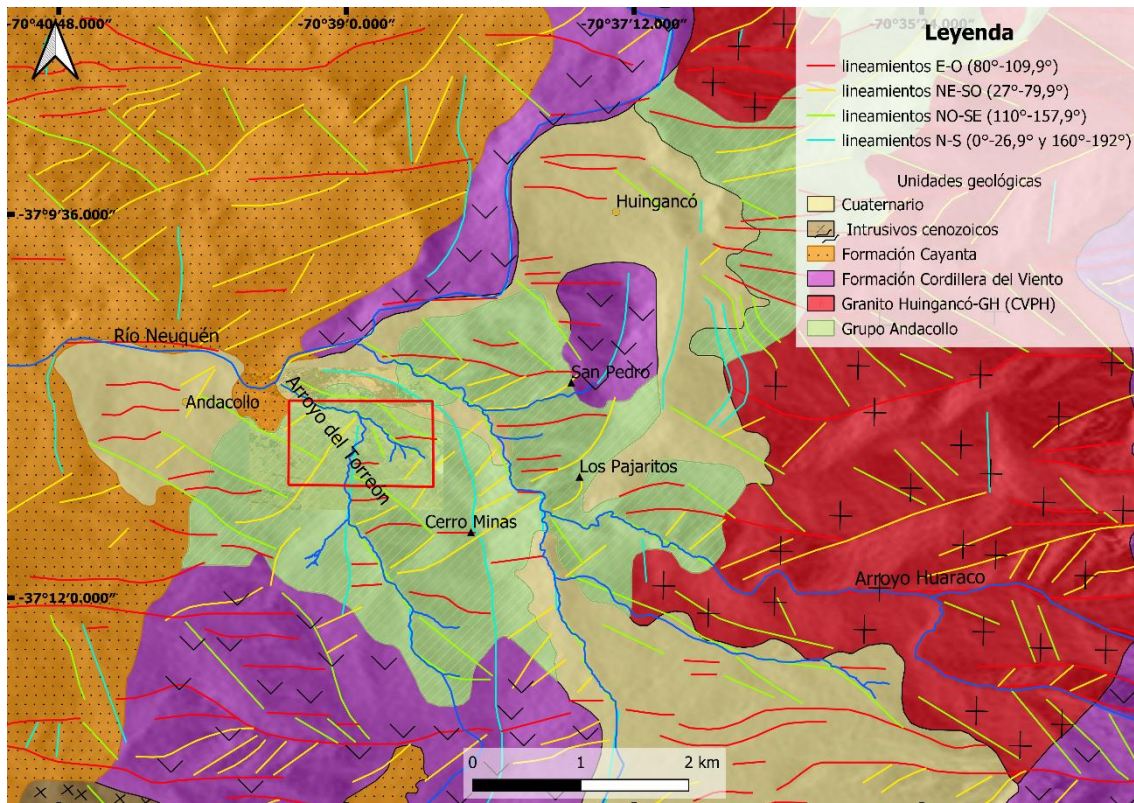 -70°40'48.000"
-70°39'0.000"
-70°37'12.000"
-70°35'24.000"
Leyenda
lineamientos E-O (80°-109,9°)
lineamientos NE-SO (27°-79,9°)
lineamientos NO-SE (110°-157,9°)
lineamientos N-S (0°-26,9° y 160°-192°)
Unidades geológicas
Cuaternario
Intrusivos cenozoicos
Formación Cayanta
Formación Cordillera del Viento
Granito Huingancó-GH (CVPH)
Grupo Andacollo
-37°9'36.000"
Huingancó
Río Neuquén
San Pedro
Andacollo
Arroyo del Torreón
Los Pajaritos
Cerro Minas
Arroyo Huaraco
-37°12'0.000"
0 1 2 km